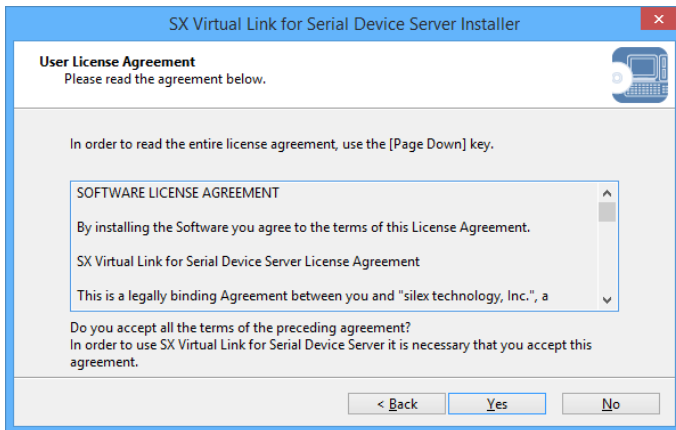 SX Virtual Link for Serial Device Server Installer
User License Agreement
Please read the agreement below.
In order to read the entire license agreement, use the [Page Down] key.
SOFTWARE LICENSE AGREEMENT
By installing the Software you agree to the terms of this License Agreement.
SX Virtual Link for Serial Device Server License Agreement
This is a legally binding Agreement between you and "silex technology, Inc.", a
Do you accept all the terms of the preceding agreement?
In order to use SX Virtual Link for Serial Device Server it is necessary that you accept this
agreement.
< Back
Yes
No